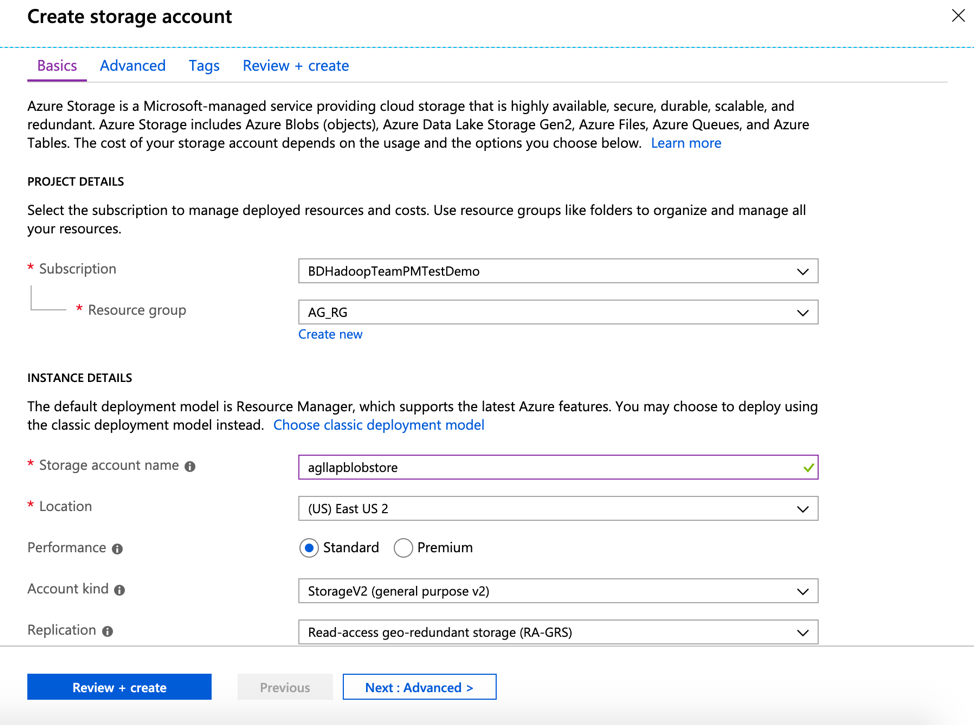 Create storage account
Basics Advanced Tags Review + create
Azure Storage is a Microsoft-managed service providing cloud storage that is highly available, secure, durable, scalable, and
redundant. Azure Storage includes Azure Blobs (objects), Azure Data Lake Storage Gen2, Azure Files, Azure Queues, and Azure
Tables. The cost of your storage account depends on the usage and the options you choose below. Learn more
PROJECT DETAILS
Select the subscription to manage deployed resources and costs. Use resource groups like folders to organize and manage all
your resources.
* Subscription BDHadoopTeamPMTestDemo
* Resource group AG_RG
Create new
INSTANCE DETAILS
The default deployment model is Resource Manager, which supports the latest Azure features. You may choose to deploy using
the classic deployment model instead. Choose classic deployment model
* Storage account name agllapblobstore
* Location (US) East US 2
Performance Standard Premium
Account kind StorageV2 (general purpose v2)
Replication Read-access geo-redundant storage (RA-GRS)
Review + create Previous Next : Advanced >